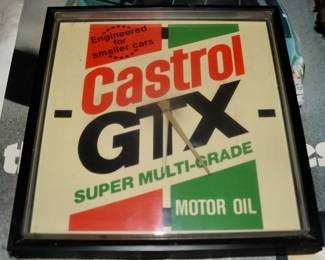 Engineered
for
smaller cars
Castrol
GTX
SUPER MULTI-GRADE
MOTOR OIL